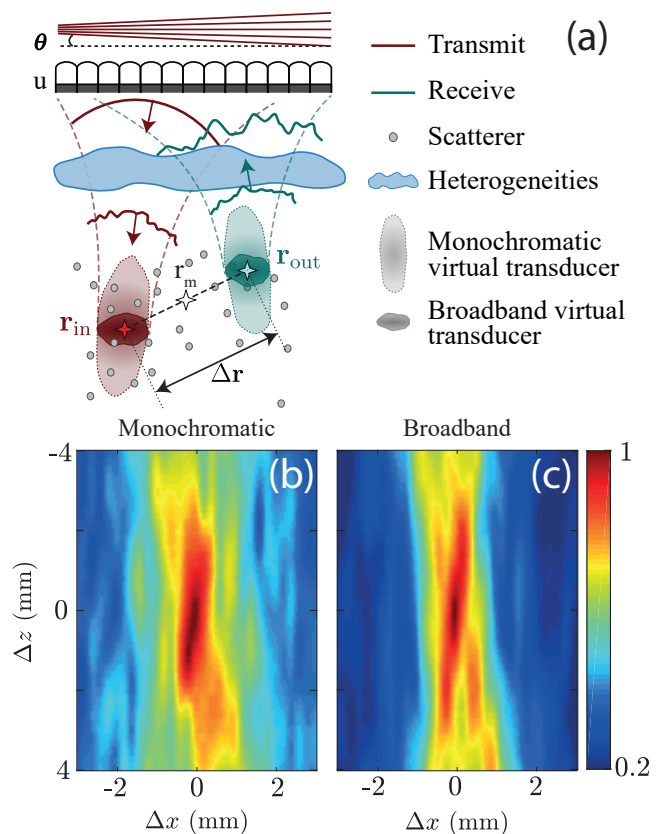 (a)
θ
u
Transmit
Receive
Scatterer
Heterogeneities
Monochromatic
virtual transducer
Broadband virtual
transducer
r_out
r_m
r_in
Δr
Monochromatic
Broadband
(b)
(c)
-4
0
4
Δz (mm)
-2
0
2
Δx (mm)
-2
0
2
Δx (mm)
1
0.2